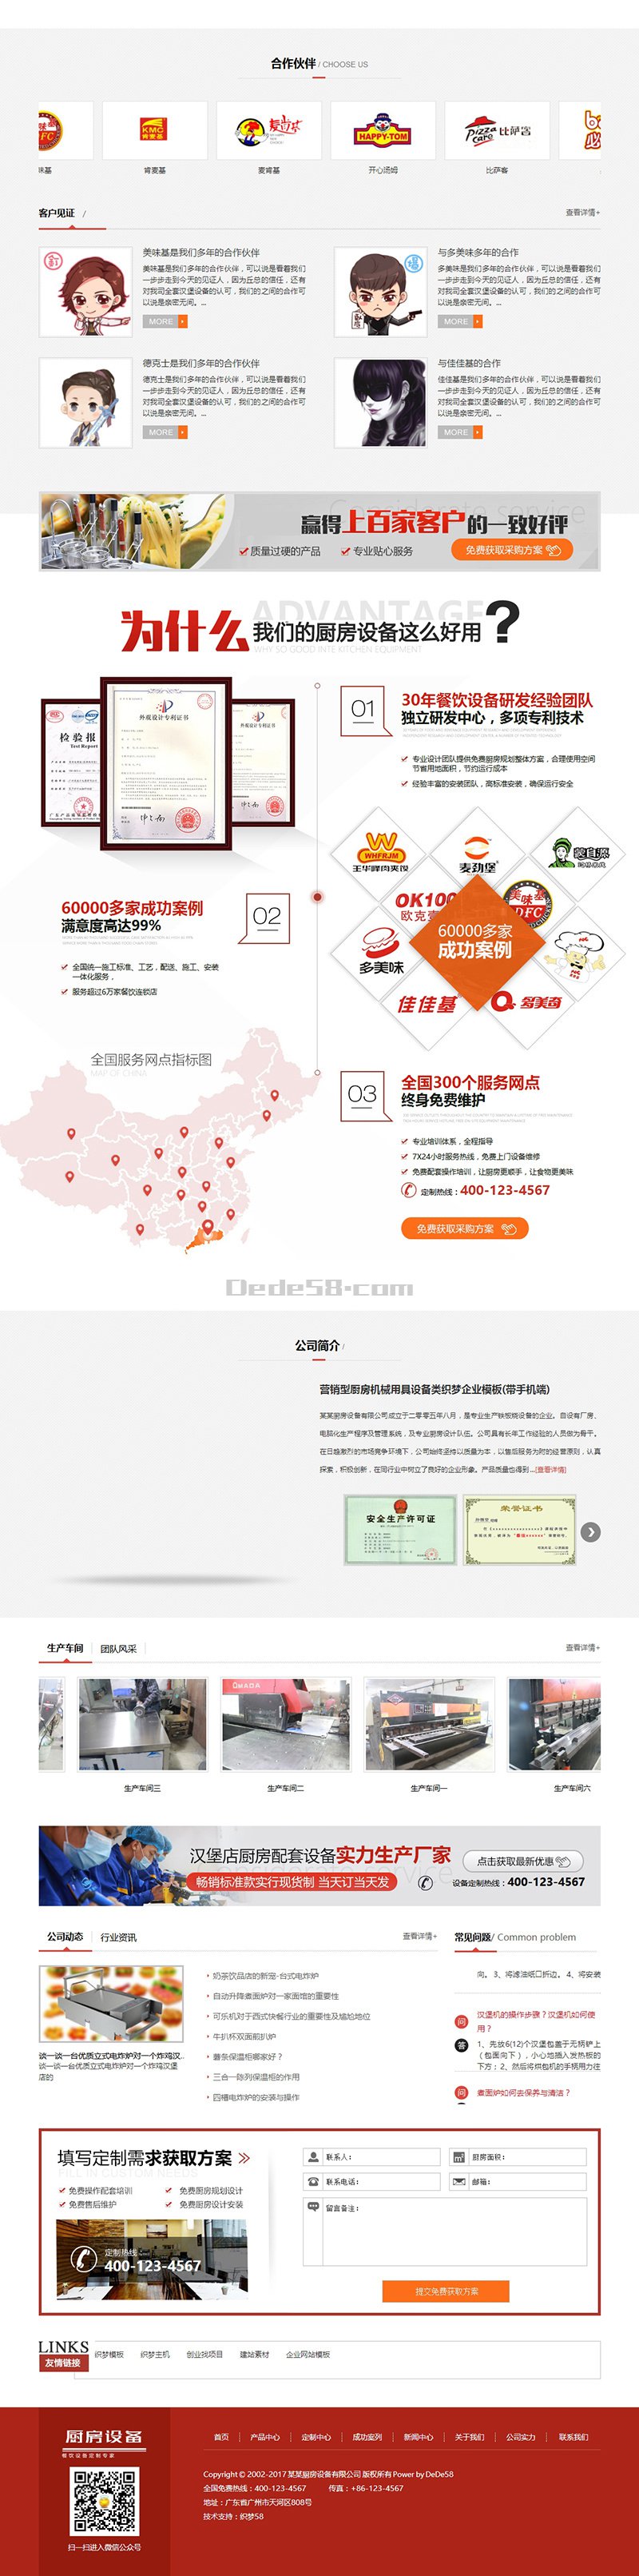 合作伙伴 / CHOOSE US
KMC
肯麦基
HAPPY-TOM
Pizza caro 比萨客
味基
肯麦基
麦肯基
开心汤姆
比萨客
客户见证 /
查看详情+
美味基是我们多年的合作伙伴
美味基是我们多年的合作伙伴，可以说是看着我们
一步步走到今天的见证人，因为丘总的信任，还有
对我司全套汉堡设备的认可，我们的之间的合作可
以说是亲密无间。...
MORE
与多美味多年的合作
多美味是我们多年的合作伙伴，可以说是看着我们
一步步走到今天的见证人，因为丘总的信任，还有
对我司全套汉堡设备的认可，我们的之间的合作可
以说是亲密无间。...
MORE
德克士是我们多年的合作伙伴
德克士是我们多年的合作伙伴，可以说是看着我们
一步步走到今天的见证人，因为丘总的信任，还有
对我司全套汉堡设备的认可，我们的之间的合作可
以说是亲密无间。...
MORE
与佳佳基的合作
佳佳基是我们多年的合作伙伴，可以说是看着我们
一步步走到今天的见证人，因为丘总的信任，还有
对我司全套汉堡设备的认可，我们的之间的合作可
以说是亲密无间。...
MORE
Considerate service
赢得上百家客户的一致好评
质量过硬的产品 专业贴心服务 免费获取采购方案
ADVANTAGE
为什么我们的厨房设备这么好用？
WHY SO GOOD INTE KITCHEN EQUIPMENT
检验报
Test Report
外观设计专利证书
外观设计专利证书
01
30年餐饮设备研发经验团队
独立研发中心，多项专利技术
专业设计团队提供免费厨房规划整体方案，合理使用空间
节省用地面积，节约运行成本
经验丰富的安装团队，高标准安装，确保运行安全
WHFRJM
王华峰肉夹馍
麦劲堡
OK100
美味基
DFC
60000多家
成功案例
多美味
佳佳基
多美奇
60000多家成功案例
满意度高达99%
02
全国统一施工标准、工艺，配送、施工、安装
一体化服务，
服务超过6万家餐饮连锁店
全国服务网点指标图
MAP OF CHINA
03
全国300个服务网点
终身免费维护
专业培训体系，全程指导
7X24小时服务热线，免费上门设备维修
免费配套操作培训，让厨房更顺手，让食物更美味
定制热线：400-123-4567
免费获取采购方案
Dede58.com
公司简介 /
营销型厨房机械用具设备类织梦企业模板(带手机端)
某某厨房设备有限公司成立于二零零五年八月，是专业生产铁板烧设备的企业。自设有厂房、
电脑化生产程序及管理系统，及专业厨房设计队伍。公司具有长年工作经验的人员做为骨干。
在日趋激烈的市场竞争环境下，公司始终坚持以质量为本，以售后服务为时的经营原则，认真
探索，积极创新，在同行业中树立了良好的企业形象。产品质量也得到 ...[查看详情]
安全生产许可证
荣誉证书
生产车间
团队风采
查看详情+
AMADA
生产车间三
生产车间二
生产车间一
生产车间六
汉堡店厨房配套设备实力生产厂家
点击获取最新优惠
畅销标准款实行现货制 当天订当天发
设备定制热线：400-123-4567
公司动态
行业资讯
查看详情+
谈一谈一台优质立式电炸炉对一个炸鸡汉..
谈一谈一台优质立式电炸炉对一个炸鸡汉堡
店的
奶茶饮品店的新宠-台式电炸炉
自动升降煮面炉对一家面馆的重要性
可乐机对于西式快餐行业的重要性及尴尬地位
牛扒杯双面煎扒炉
薯条保温柜哪家好？
三合一陈列保温柜的作用
四槽电炸炉的安装与操作
常见问题/ Common problem
向。3、将滤油纸口折边。4、将安装
问
汉堡机的操作步骤？汉堡机如何使
用？
答
1、先放6(12)个汉堡包置于无柄铲上
（包面向下），小心地插入发热板的
下方；2、然后将烘包机的手柄用力往
问
煮面炉如何去保养与清洁？
填写定制需求获取方案
FILL IN CUSTOM NEEDS
免费操作配套培训
免费厨房规划设计
免费售后维护
免费厨房设计安装
定制热线：
400-123-4567
联系人：
厨房面积：
联系电话：
邮箱：
留言备注：
提交免费获取方案
LINKS
友情链接
织梦模板
织梦主机
创业找项目
建站素材
企业网站模板
厨房设备
餐饮设备定制专家
扫一扫进入微信公众号
首页
产品中心
定制中心
成功案列
新闻中心
关于我们
公司实力
联系我们
Copyright © 2002-2017 某某厨房设备有限公司 版权所有 Power by DeDe58
全国免费热线：400-123-4567 传真：+86-123-4567
地址：广东省广州市天河区808号
技术支持：织梦58